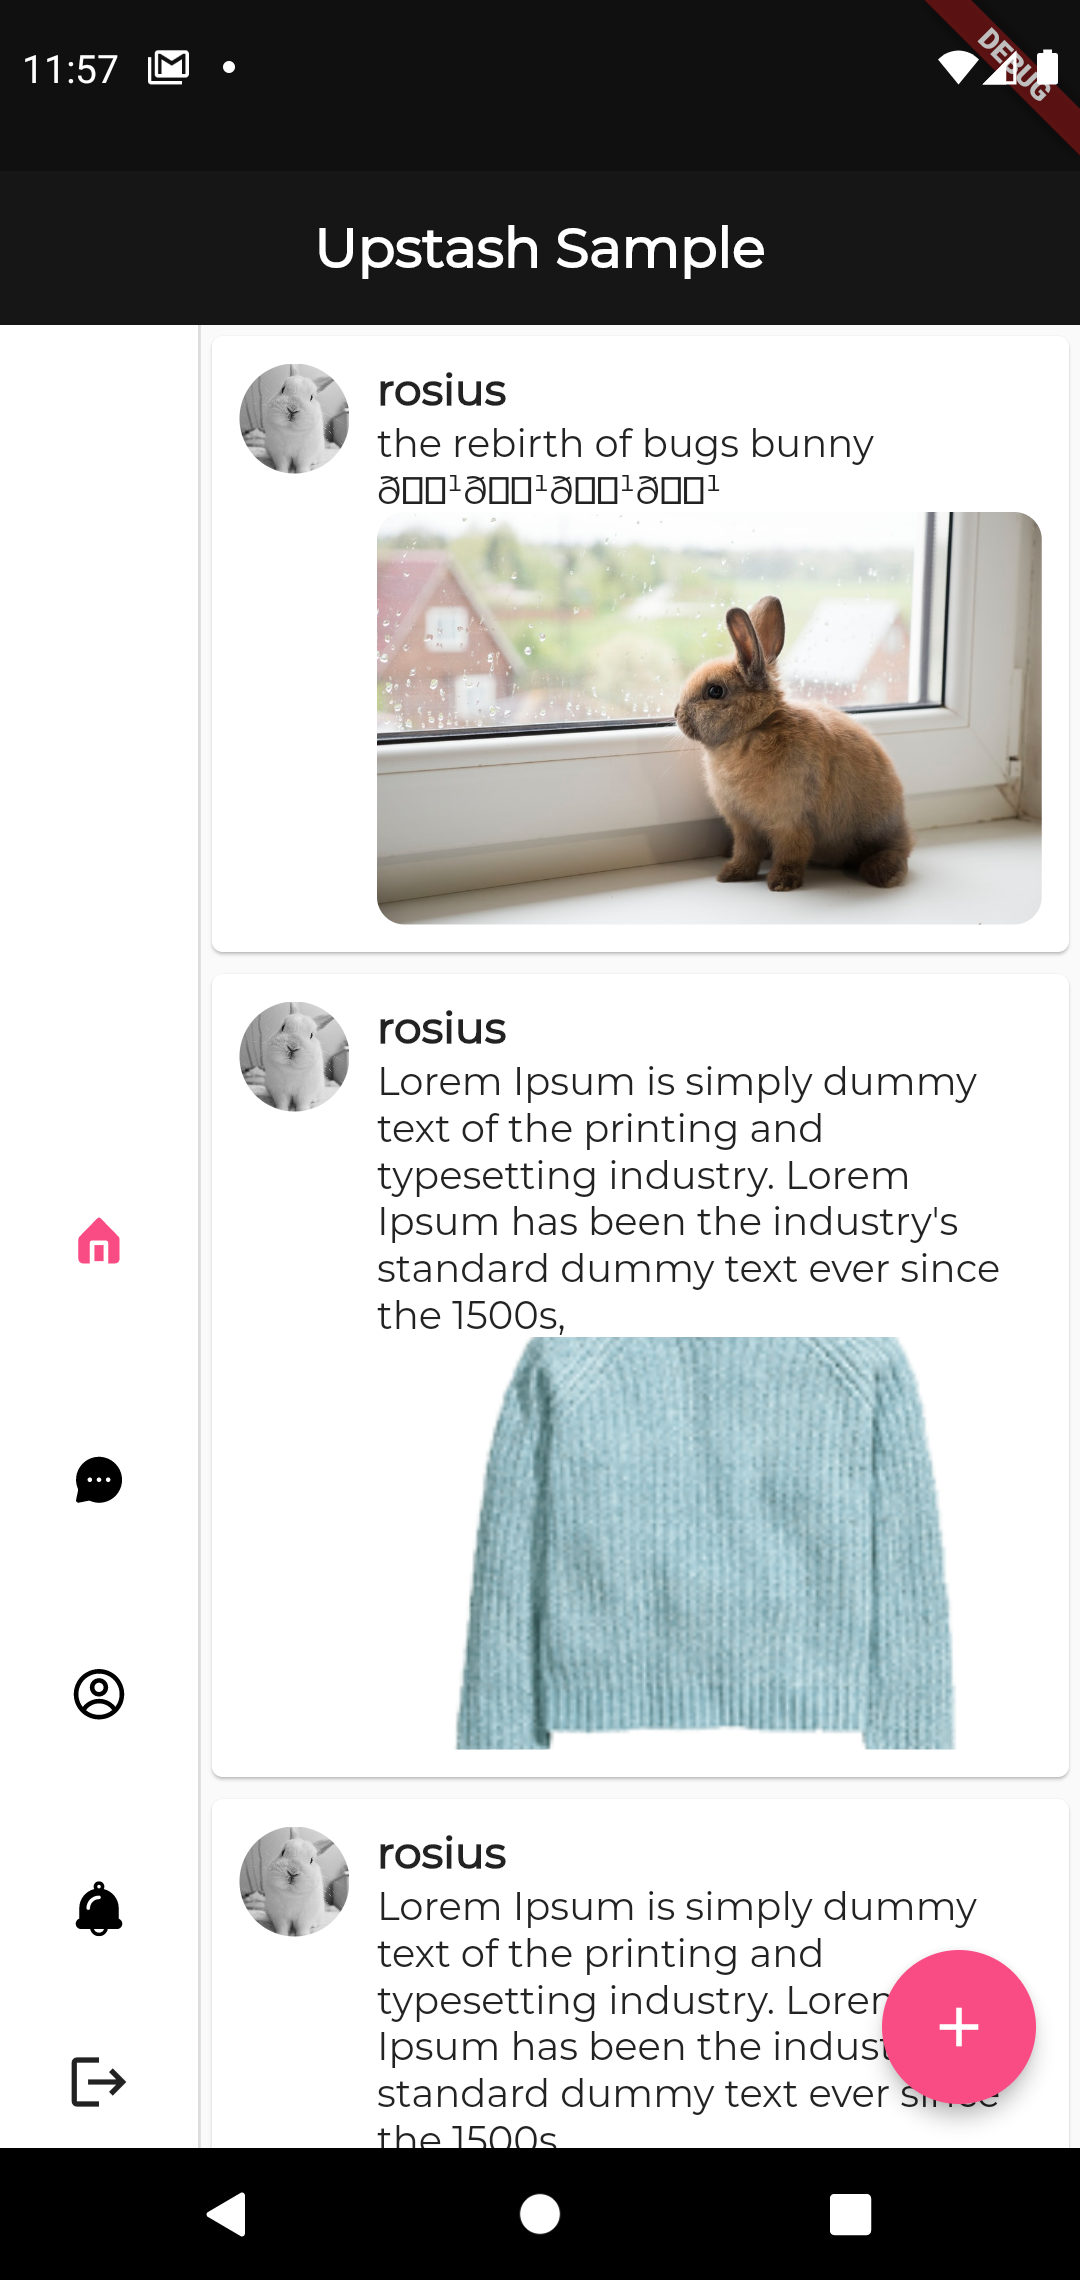 11:57
DEBUG
Upstash Sample
rosius
the rebirth of bugs bunny
ð¹ð¹ð¹ð¹
rosius
Lorem Ipsum is simply dummy
text of the printing and
typesetting industry. Lorem
Ipsum has been the industry's
standard dummy text ever since
the 1500s,
rosius
Lorem Ipsum is simply dummy
text of the printing and
typesetting industry. Lorem
Ipsum has been the indust
standard dummy text ever since
the 1500s